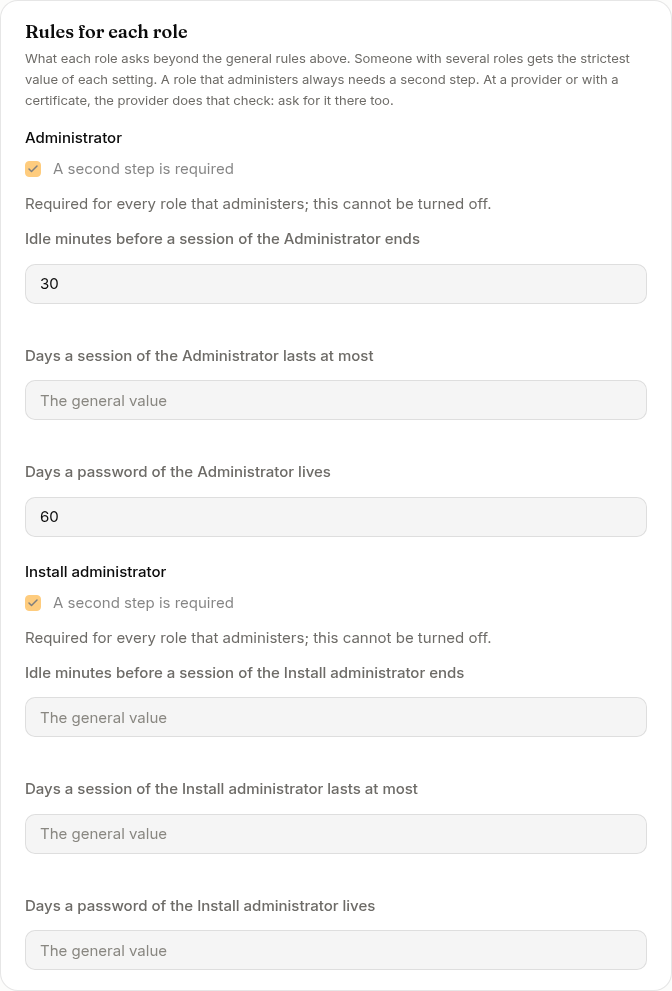 Rules for each role
What each role asks beyond the general rules above. Someone with several roles gets the strictest
value of each setting. A role that administers always needs a second step. At a provider or with a
certificate, the provider does that check: ask for it there too.
Administrator
A second step is required
Required for every role that administers; this cannot be turned off.
Idle minutes before a session of the Administrator ends
30
Days a session of the Administrator lasts at most
The general value
Days a password of the Administrator lives
60
Install administrator
A second step is required
Required for every role that administers; this cannot be turned off.
Idle minutes before a session of the Install administrator ends
The general value
Days a session of the Install administrator lasts at most
The general value
Days a password of the Install administrator lives
The general value